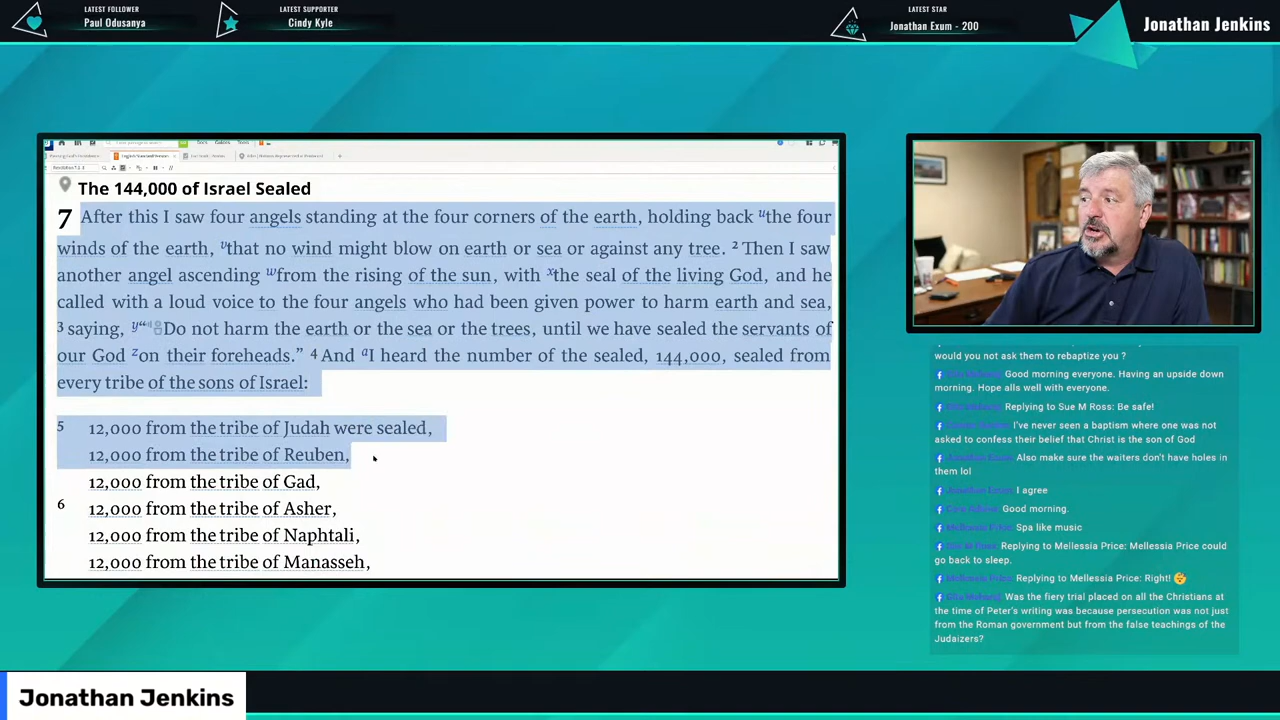 LATEST FOLLOWER
Paul Odusanya
LATEST SUPPORTER
Cindy Kyle
LATEST STAR
Jonathan Exum - 200
Jonathan Jenkins
The 144,000 of Israel Sealed
7 After this I saw four angels standing at the four corners of the earth, holding back u the four
winds of the earth, v that no wind might blow on earth or sea or against any tree. 2 Then I saw
another angel ascending w from the rising of the sun, with x the seal of the living God, and he
called with a loud voice to the four angels who had been given power to harm earth and sea,
3 saying, y “Do not harm the earth or the sea or the trees, until we have sealed the servants of
our God z on their foreheads.” 4 And a I heard the number of the sealed, 144,000, sealed from
every tribe of the sons of Israel:
5 12,000 from the tribe of Judah were sealed,
12,000 from the tribe of Reuben,
12,000 from the tribe of Gad,
6 12,000 from the tribe of Asher,
12,000 from the tribe of Naphtali,
12,000 from the tribe of Manasseh,
would you not ask them to rebaptize you ?
Good morning everyone. Having an upside down
morning. Hope alls well with everyone.
Replying to Sue M Ross: Be safe!
I've never seen a baptism where one was not
asked to confess their belief that Christ is the son of God
Also make sure the waiters don't have holes in
them lol
I agree
Good morning.
Spa like music
Replying to Mellessia Price: Mellessia Price could
go back to sleep.
Replying to Mellessia Price: Right! 😴
Was the fiery trial placed on all the Christians at
the time of Peter's writing was because persecution was not just
from the Roman government but from the false teachings of the
Judaizers?
Jonathan Jenkins